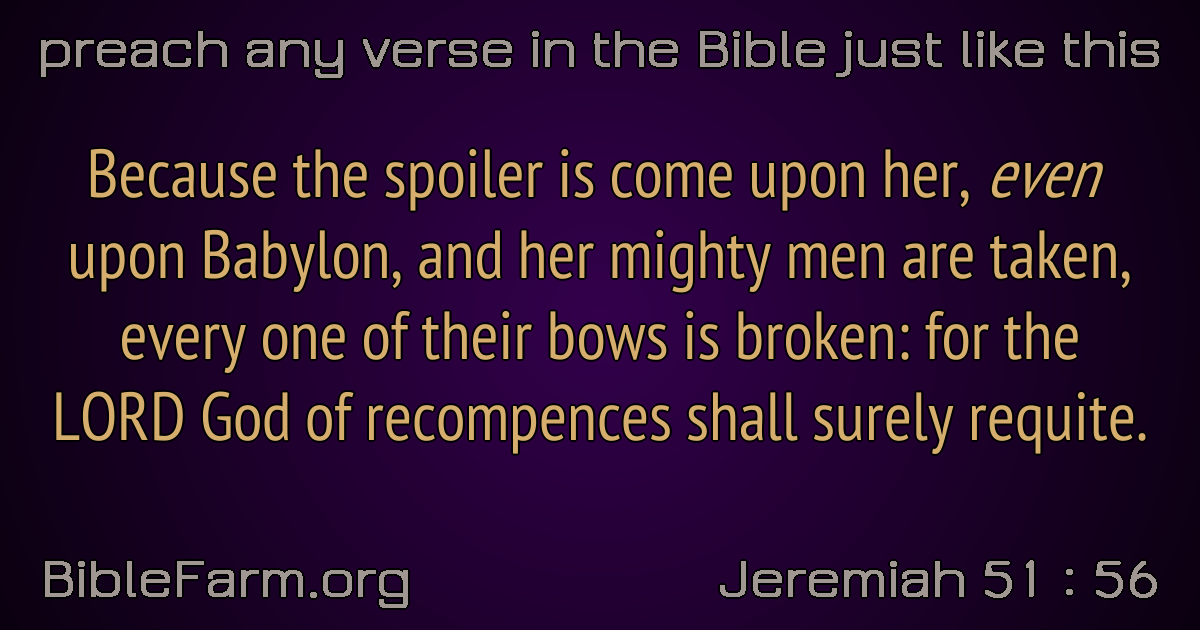 preach any verse in the Bible just like this
Because the spoiler is come upon her, even
upon Babylon, and her mighty men are taken,
every one of their bows is broken: for the
LORD God of recompences shall surely requite.
BibleFarm.org
Jeremiah 51 : 56